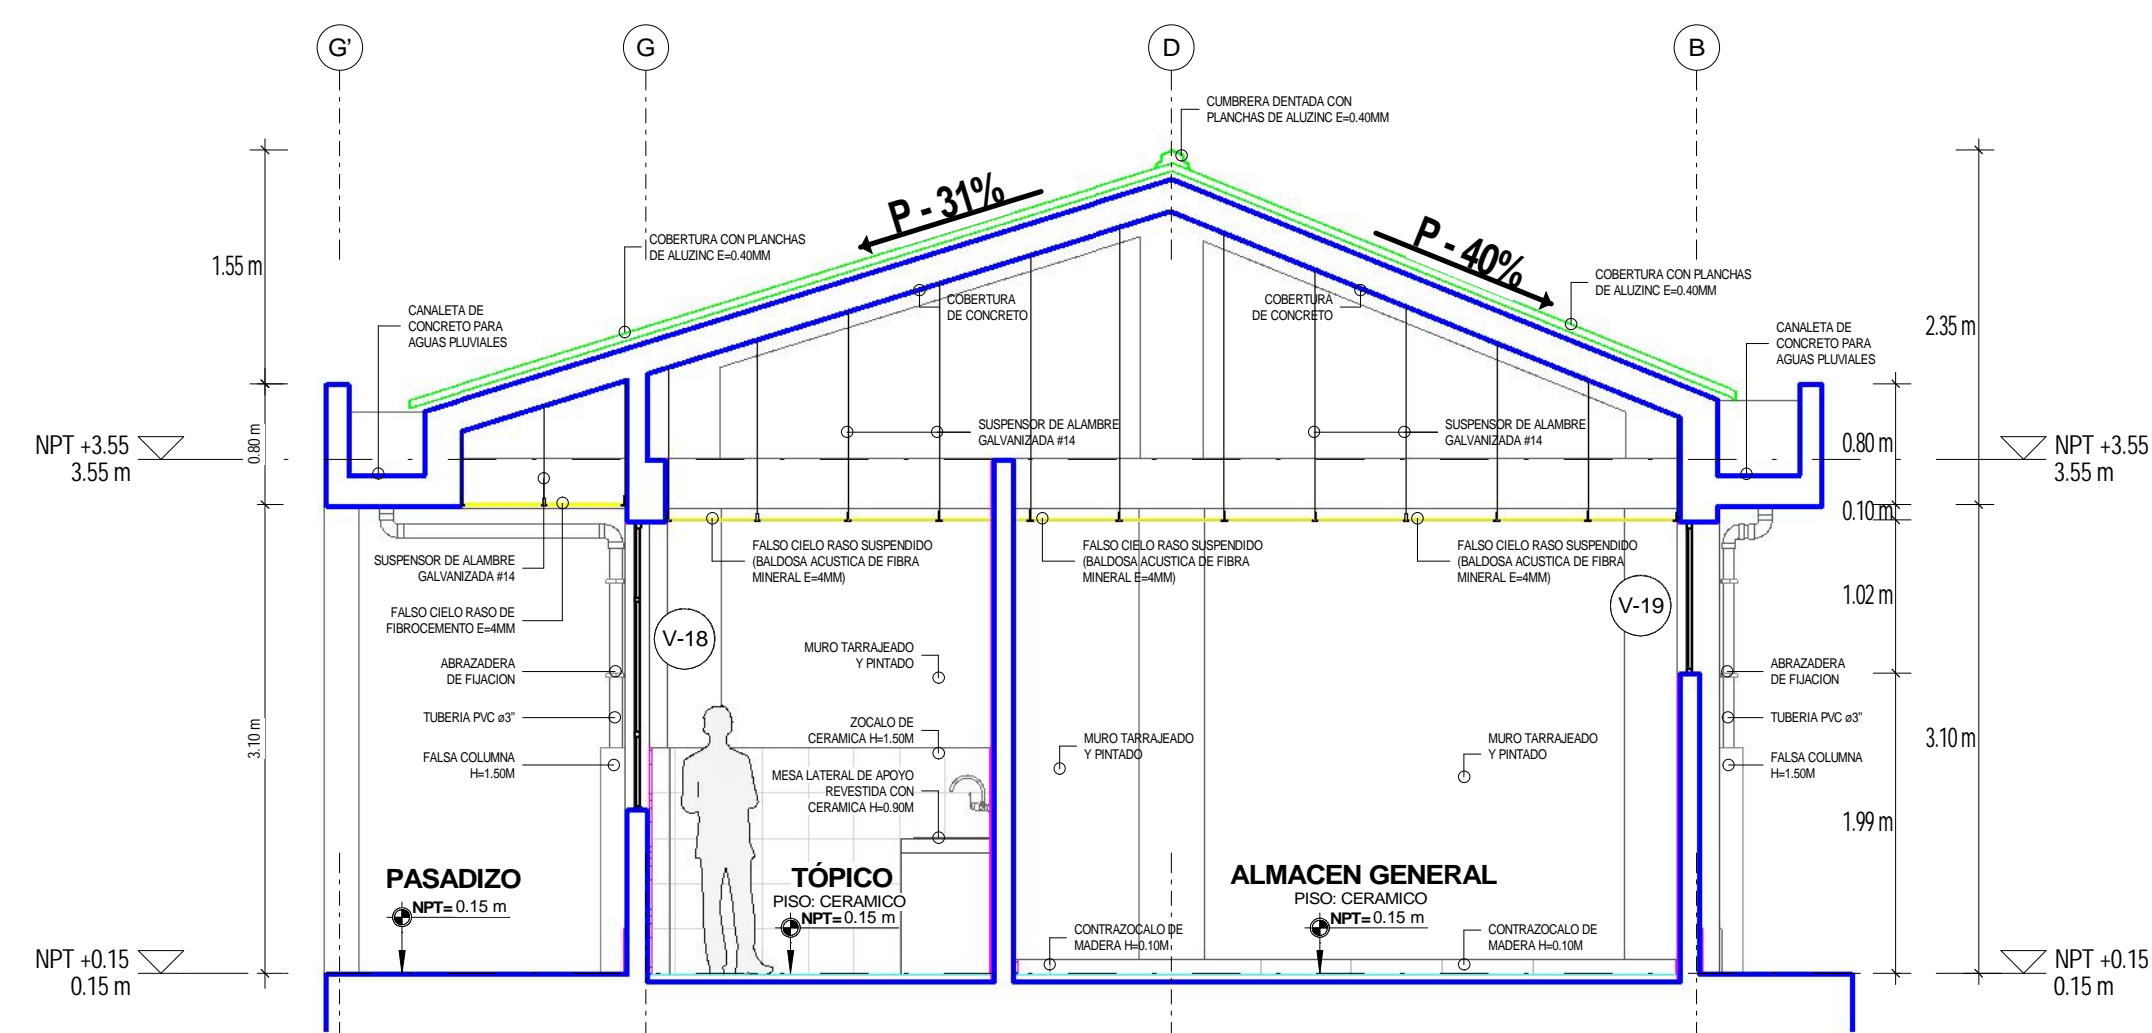 G'
G
D
B
CUMBRERA DENTADA CON
PLANCHAS DE ALUZINC E=0.40MM
P - 31%
P - 40%
COBERTURA CON PLANCHAS
DE ALUZINC E=0.40MM
COBERTURA CON PLANCHAS
DE ALUZINC E=0.40MM
1.55 m
CANALETA DE
CONCRETO PARA
AGUAS PLUVIALES
COBERTURA
DE CONCRETO
COBERTURA
DE CONCRETO
CANALETA DE
CONCRETO PARA
AGUAS PLUVIALES
2.35 m
NPT +3.55
3.55 m
0.80 m
SUSPENSOR DE ALAMBRE
GALVANIZADA #14
SUSPENSOR DE ALAMBRE
GALVANIZADA #14
0.80 m
NPT +3.55
3.55 m
0.10 m
SUSPENSOR DE ALAMBRE
GALVANIZADA #14
FALSO CIELO RASO SUSPENDIDO
(BALDOSA ACUSTICA DE FIBRA
MINERAL E=4MM)
FALSO CIELO RASO SUSPENDIDO
(BALDOSA ACUSTICA DE FIBRA
MINERAL E=4MM)
FALSO CIELO RASO SUSPENDIDO
(BALDOSA ACUSTICA DE FIBRA
MINERAL E=4MM)
FALSO CIELO RASO DE
FIBROCEMENTO E=4MM
V-18
V-19
1.02 m
ABRAZADERA
DE FIJACION
MURO TARRAJEADO
Y PINTADO
ABRAZADERA
DE FIJACION
TUBERIA PVC ø3"
ZOCALO DE
CERAMICA H=1.50M
MURO TARRAJEADO
Y PINTADO
MURO TARRAJEADO
Y PINTADO
TUBERIA PVC ø3"
3.10 m
3.10 m
FALSA COLUMNA
H=1.50M
MESA LATERAL DE APOYO
REVESTIDA CON
CERAMICA H=0.90M
FALSA COLUMNA
H=1.50M
1.99 m
PASADIZO
NPT= 0.15 m
TÓPICO
PISO: CERAMICO
NPT= 0.15 m
ALMACEN GENERAL
PISO: CERAMICO
NPT= 0.15 m
CONTRAZOCALO DE
MADERA H=0.10M
CONTRAZOCALO DE
MADERA H=0.10M
NPT +0.15
0.15 m
NPT +0.15
0.15 m